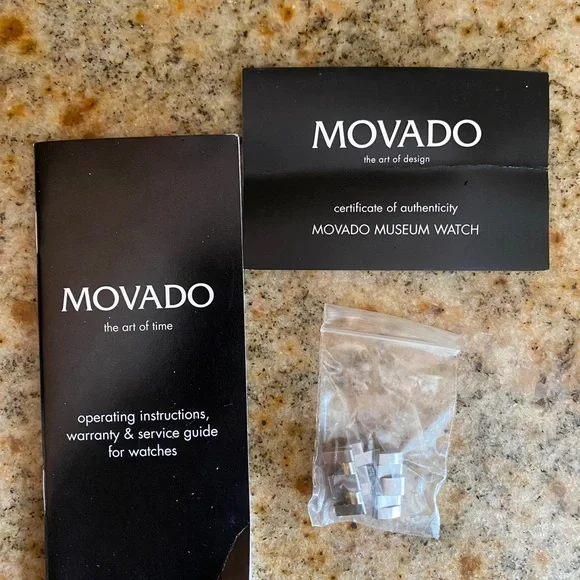 MOVADO
the art of design
certificate of authenticity
MOVADO MUSEUM WATCH
MOVADO
the art of time
operating instructions,
warranty & service guide
for watches